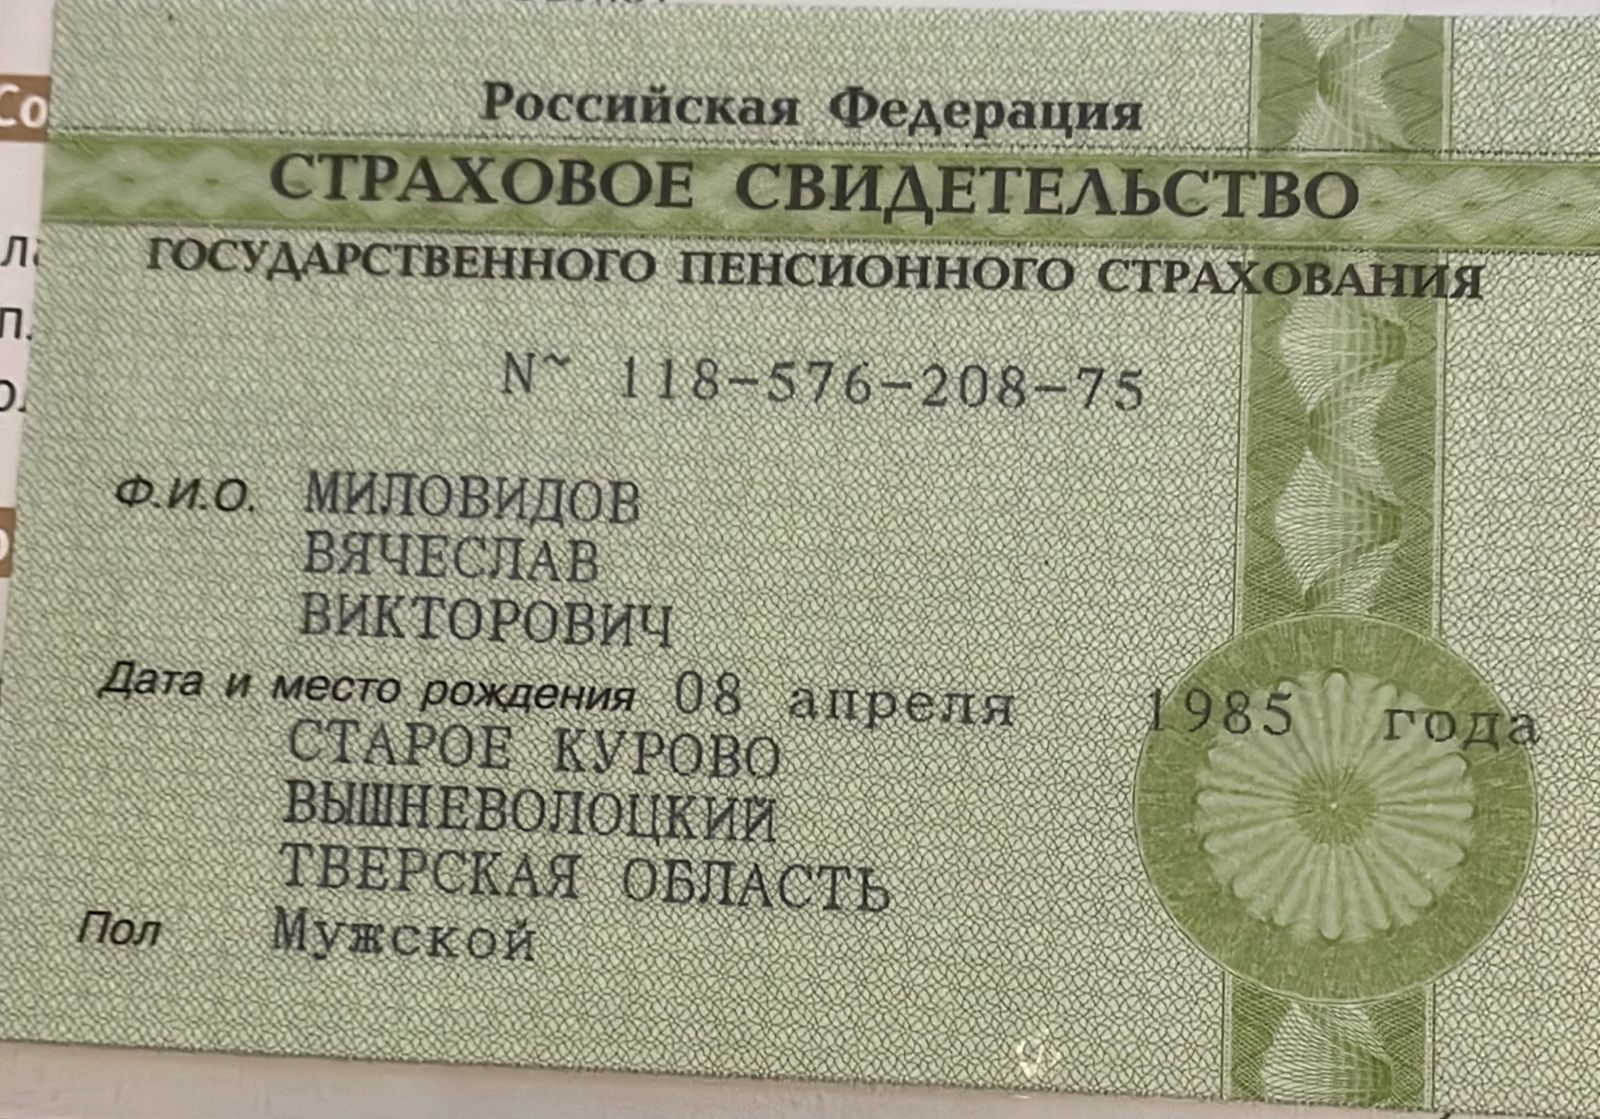 Российская Федерация
СТРАХОВОЕ СВИДЕТЕЛЬСТВО
ГОСУДАРСТВЕННОГО ПЕНСИОННОГО СТРАХОВАНИЯ
N~ 118-576-208-75
Ф.И.О. МИЛОВИДОВ
ВЯЧЕСЛАВ
ВИКТОРОВИЧ
Дата и место рождения 08 апреля 1985 года
СТАРОЕ КУРОВО
ВЫШНЕВОЛОЦКИЙ
ТВЕРСКАЯ ОБЛАСТЬ
Пол Мужской